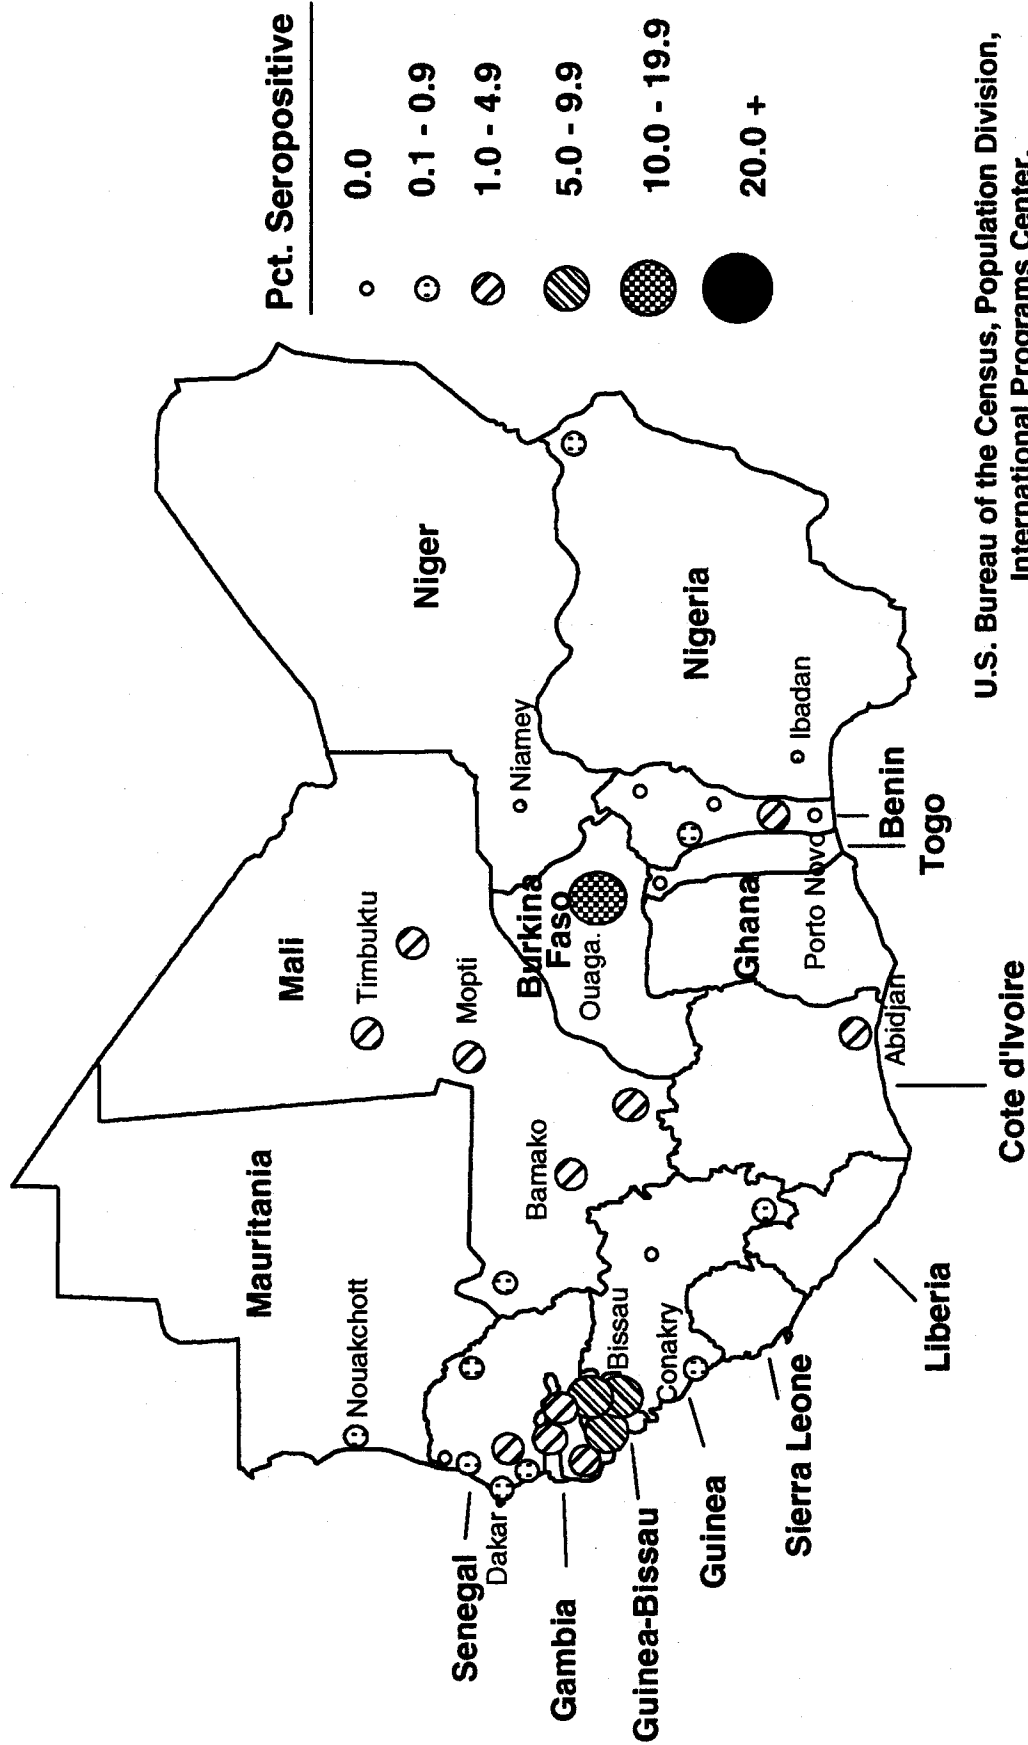 Pct. Seropositive
0.0
0.1 - 0.9
1.0 - 4.9
5.0 - 9.9
10.0 - 19.9
20.0 +
Mauritania
Nouakchott
Mali
Timbuktu
Mopti
Bamako
Niger
Niamey
Burkina
Faso
Ouaga.
Nigeria
Ibadan
Ghana
Porto Novo
Benin
Togo
Abidjan
Cote d'Ivoire
Liberia
Sierra Leone
Conakry
Guinea
Bissau
Guinea-Bissau
Gambia
Dakar
Senegal
U.S. Bureau of the Census, Population Division,
International Programs Center.